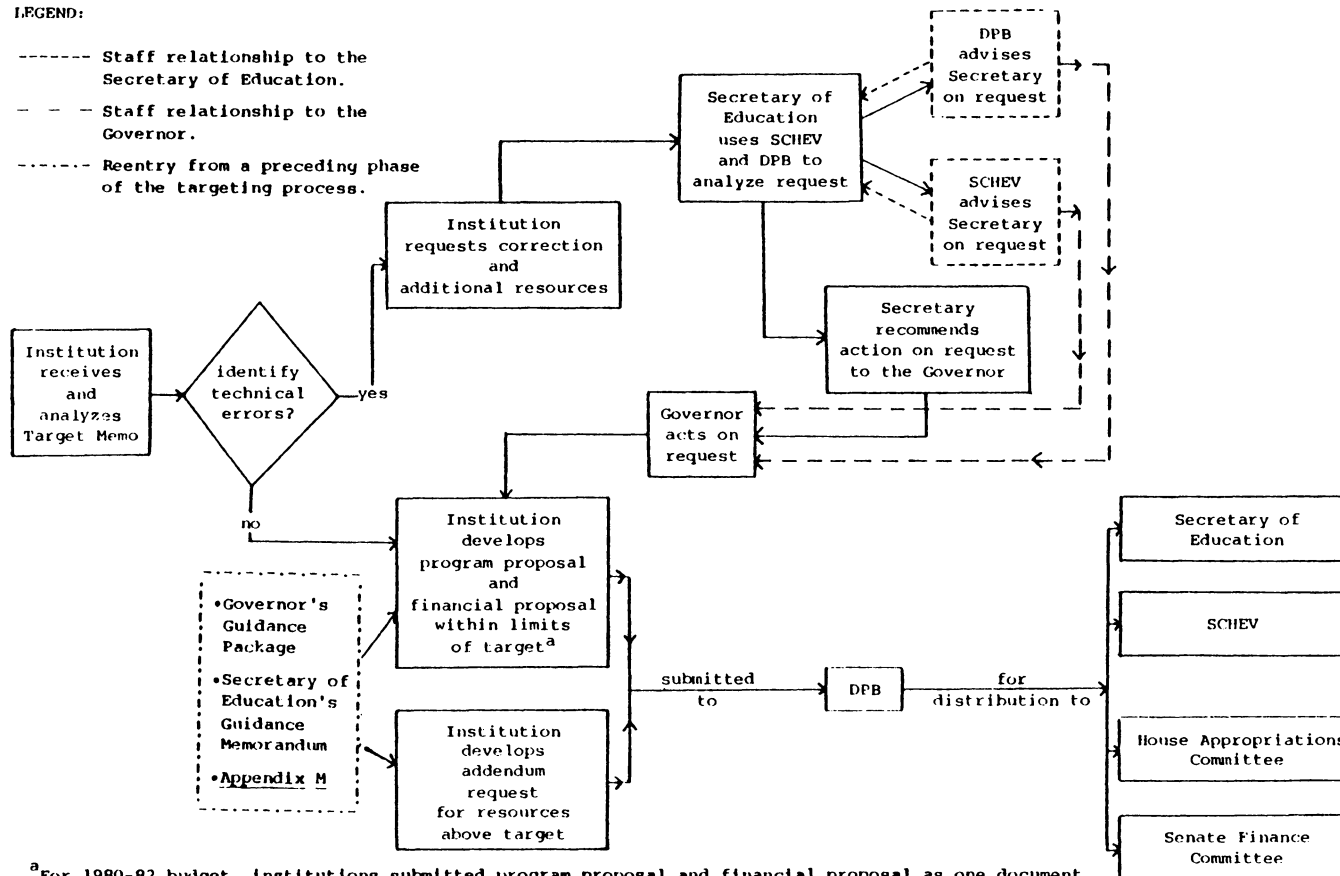 LEGEND:
Staff relationship to the
Secretary of Education.
Staff relationship to the
Governor.
Reentry from a preceding phase
of the targeting process.
DPB
advises
Secretary
on request
Secretary of
Education
uses SCHEV
and DPB to
analyze request
SCHEV
advises
Secretary
on request
Institution
requests correction
and
additional resources
Secretary
recommends
action on request
to the Governor
Institution
receives
and
analyzes
Target Memo
identify
technical
errors?
yes
Governor
acts on
request
no
Institution
develops
program proposal
and
financial proposal
within limits
of target^a
•Governor's
Guidance
Package
•Secretary of
Education's
Guidance
Memorandum
•Appendix M
Institution
develops
addendum
request
for resources
above target
submitted
to
DPB
for
distribution to
Secretary of
Education
SCHEV
House Appropriations
Committee
Senate Finance
Committee
^aFor 1980-82 budget, institutions submitted program proposal and financial proposal as one document